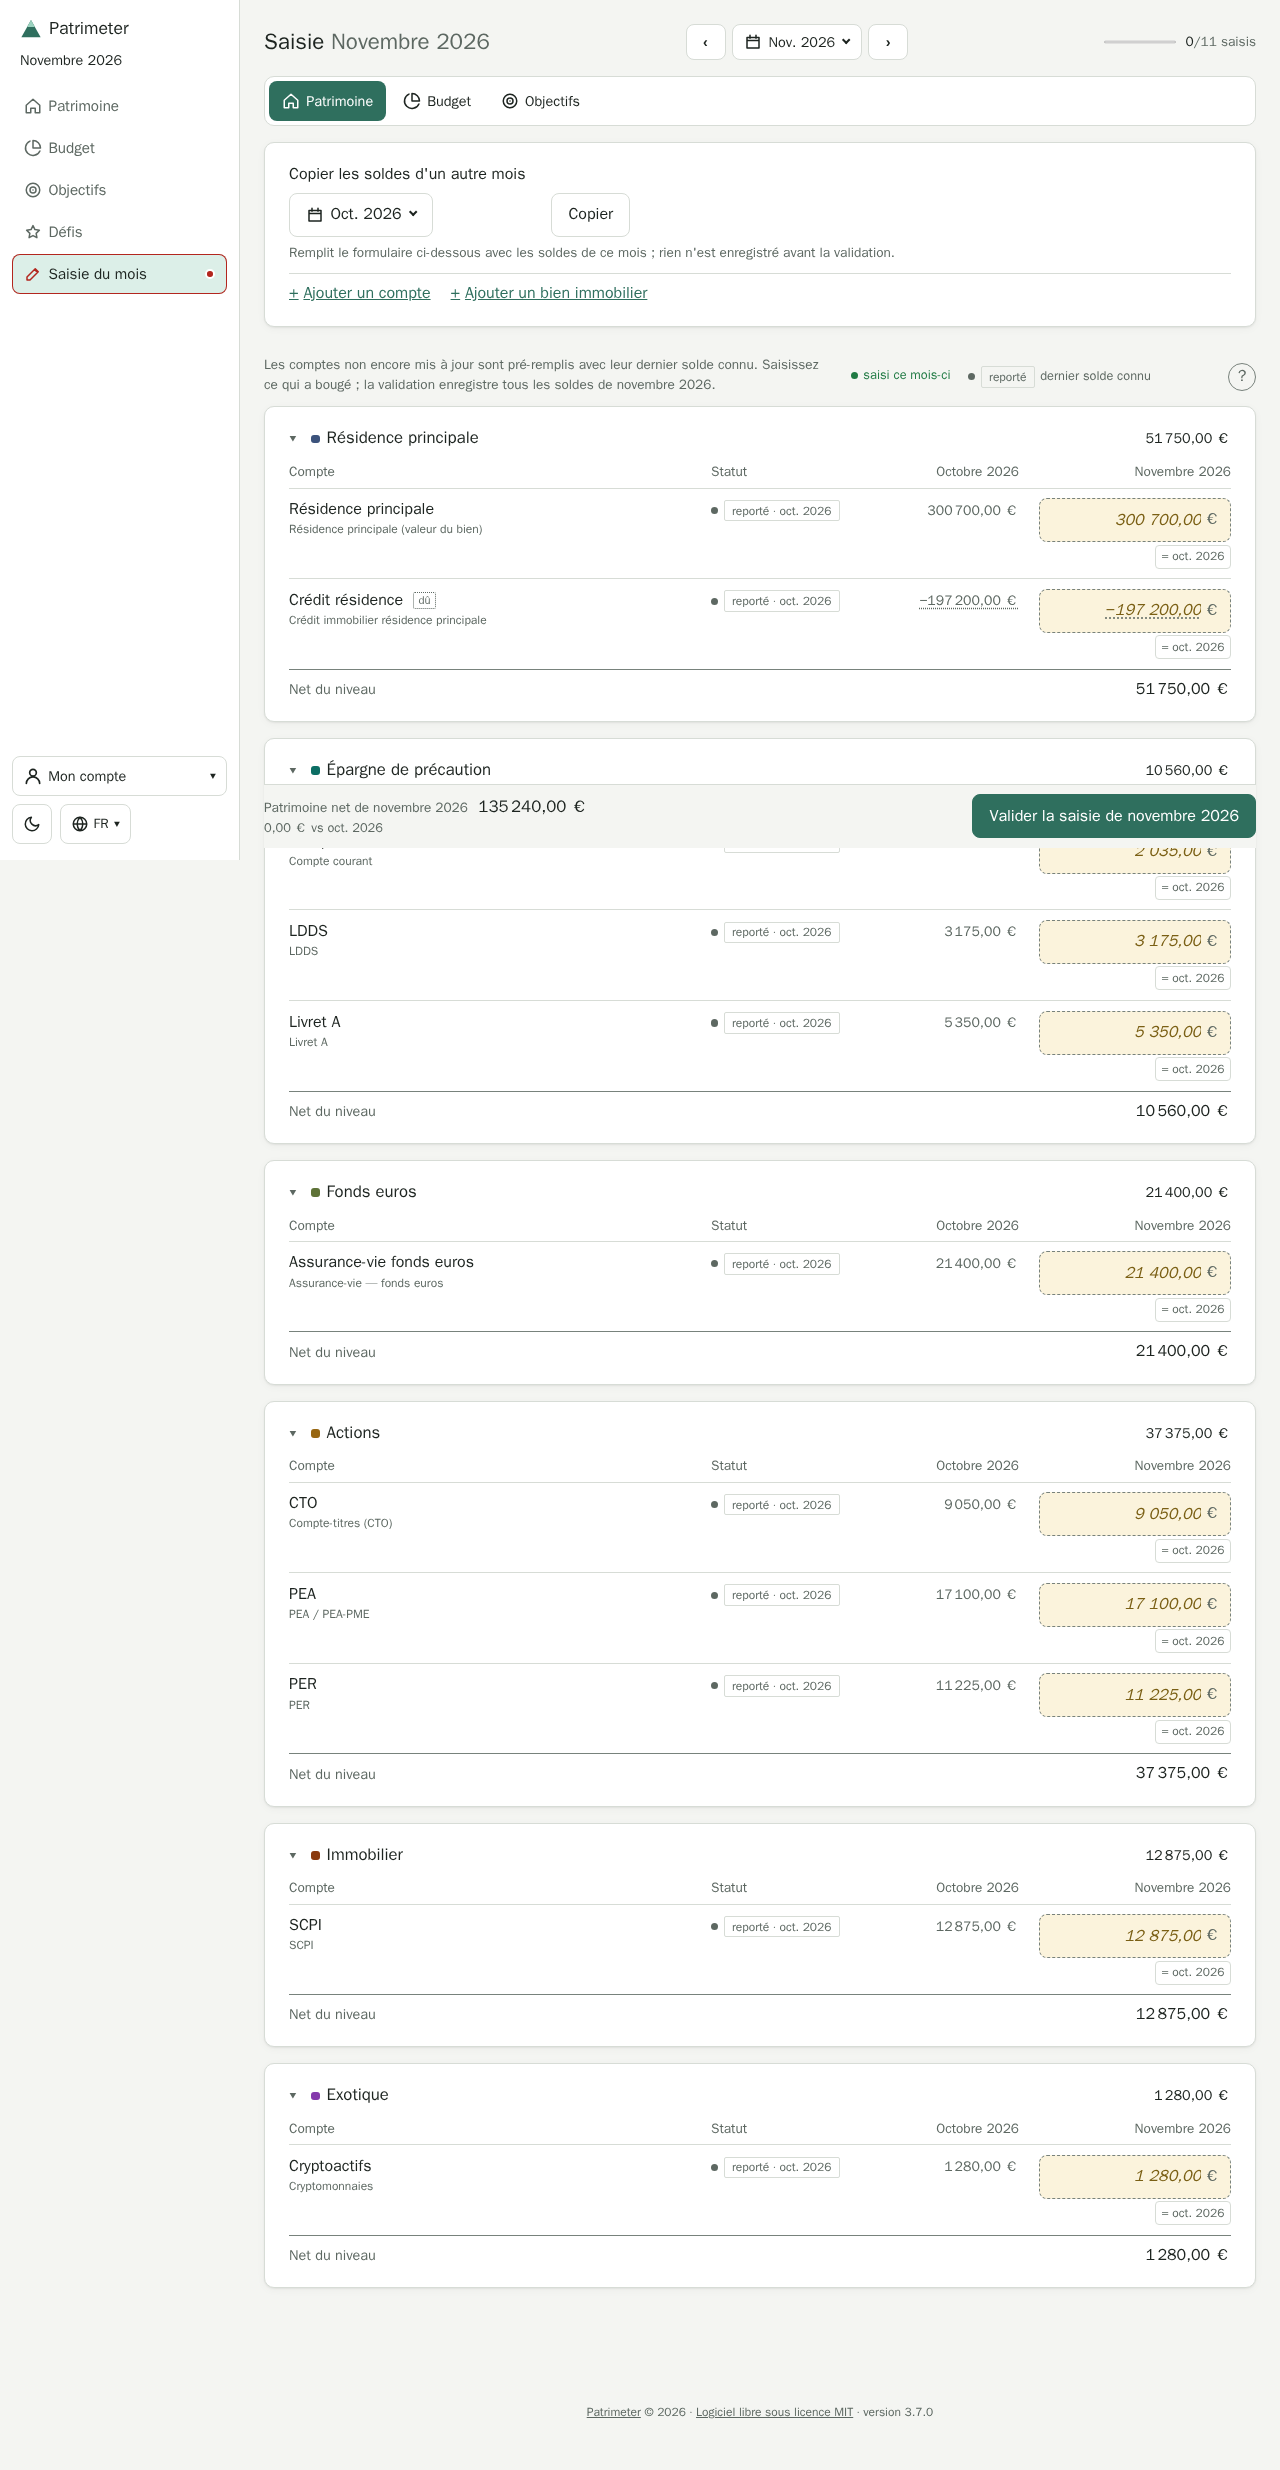 Patrimeter
Novembre 2026
Patrimoine
Budget
Objectifs
Défis
Saisie du mois
Mon compte
FR
Saisie Novembre 2026
Nov. 2026
0/11 saisis
Patrimoine Budget Objectifs
Copier les soldes d'un autre mois
Oct. 2026 Copier
Remplit le formulaire ci-dessous avec les soldes de ce mois ; rien n'est enregistré avant la validation.
+ Ajouter un compte + Ajouter un bien immobilier
Les comptes non encore mis à jour sont pré-remplis avec leur dernier solde connu. Saisissez
ce qui a bougé ; la validation enregistre tous les soldes de novembre 2026.
saisi ce mois-ci reporté dernier solde connu ?
Résidence principale 51 750,00 €
Compte Statut Octobre 2026 Novembre 2026
Résidence principale reporté · oct. 2026 300 700,00 € 300 700,00 €
Résidence principale (valeur du bien)
= oct. 2026
Crédit résidence dû reporté · oct. 2026 −197 200,00 € −197 200,00 €
Crédit immobilier résidence principale
= oct. 2026
Net du niveau 51 750,00 €
Épargne de précaution 10 560,00 €
Patrimoine net de novembre 2026 135 240,00 €
0,00 € vs oct. 2026
Valider la saisie de novembre 2026
2 035,00 €
Compte courant
= oct. 2026
LDDS reporté · oct. 2026 3 175,00 € 3 175,00 €
LDDS
= oct. 2026
Livret A reporté · oct. 2026 5 350,00 € 5 350,00 €
Livret A
= oct. 2026
Net du niveau 10 560,00 €
Fonds euros 21 400,00 €
Compte Statut Octobre 2026 Novembre 2026
Assurance-vie fonds euros reporté · oct. 2026 21 400,00 € 21 400,00 €
Assurance-vie — fonds euros
= oct. 2026
Net du niveau 21 400,00 €
Actions 37 375,00 €
Compte Statut Octobre 2026 Novembre 2026
CTO reporté · oct. 2026 9 050,00 € 9 050,00 €
Compte-titres (CTO)
= oct. 2026
PEA reporté · oct. 2026 17 100,00 € 17 100,00 €
PEA / PEA-PME
= oct. 2026
PER reporté · oct. 2026 11 225,00 € 11 225,00 €
PER
= oct. 2026
Net du niveau 37 375,00 €
Immobilier 12 875,00 €
Compte Statut Octobre 2026 Novembre 2026
SCPI reporté · oct. 2026 12 875,00 € 12 875,00 €
SCPI
= oct. 2026
Net du niveau 12 875,00 €
Exotique 1 280,00 €
Compte Statut Octobre 2026 Novembre 2026
Cryptoactifs reporté · oct. 2026 1 280,00 € 1 280,00 €
Cryptomonnaies
= oct. 2026
Net du niveau 1 280,00 €
Patrimeter © 2026 · Logiciel libre sous licence MIT · version 3.7.0